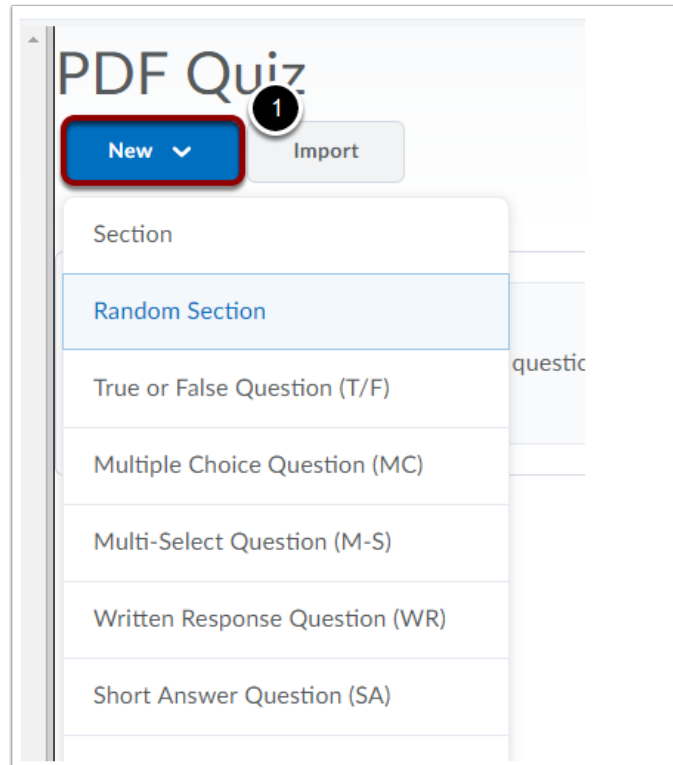 PDF Quiz
1
New
Import
Section
Random Section
questio
True or False Question (T/F)
Multiple Choice Question (MC)
Multi-Select Question (M-S)
Written Response Question (WR)
Short Answer Question (SA)